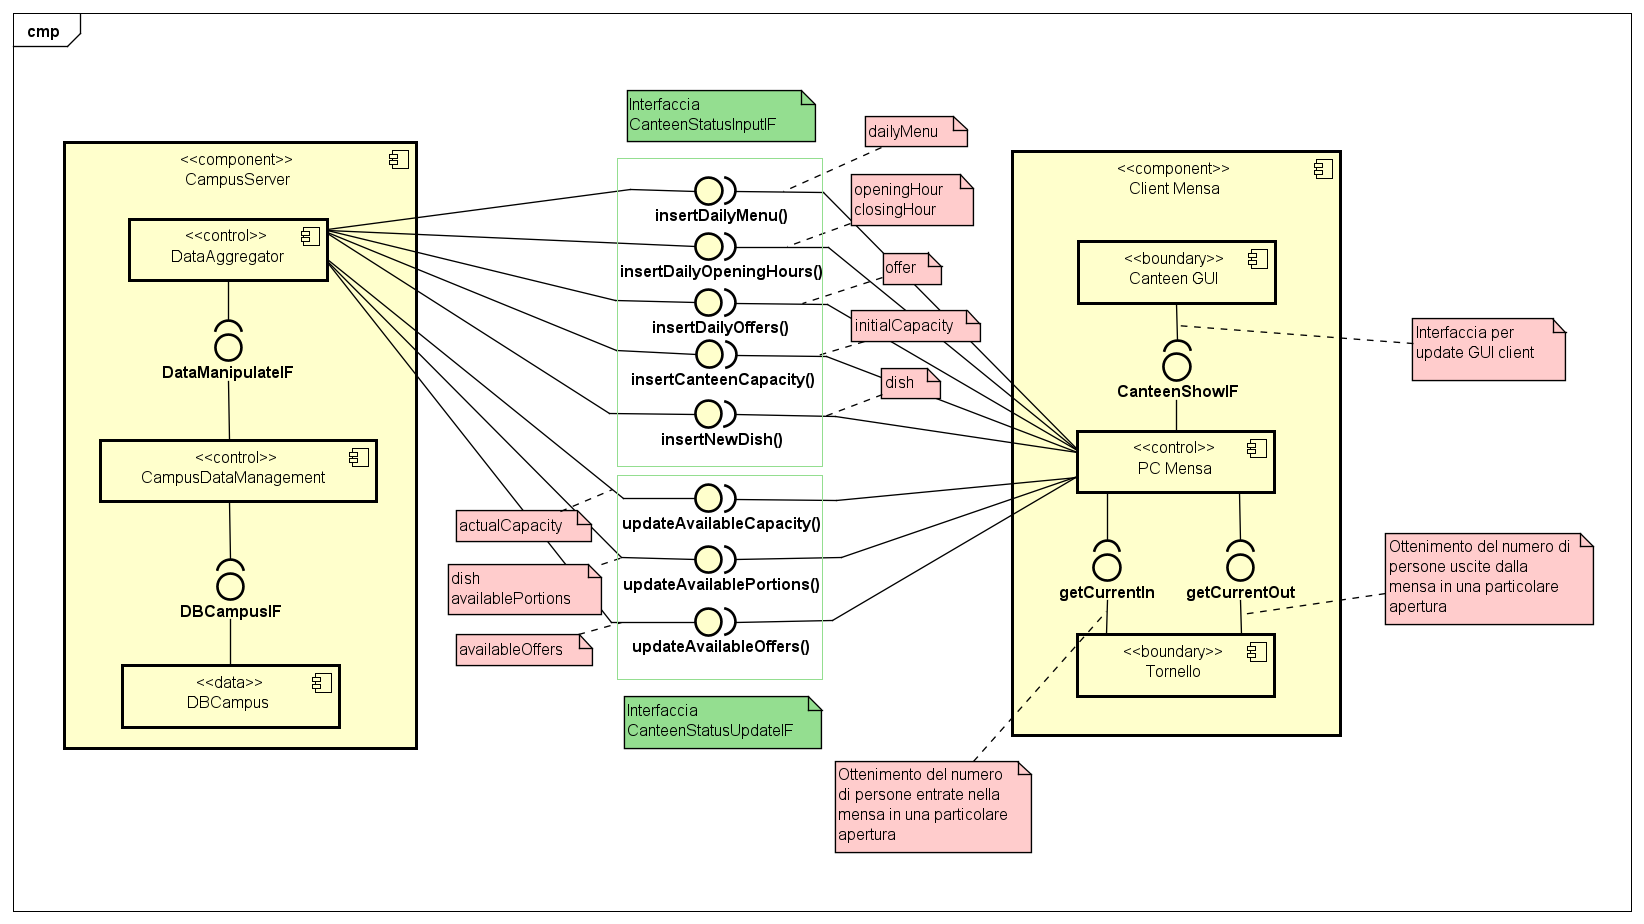 cmp
Interfaccia
CanteenStatusInputIF
dailyMenu
<<component>>
CampusServer
<<component>>
Client Mensa
openingHour
closingHour
insertDailyMenu()
<<control>>
DataAggregator
<<boundary>>
Canteen GUI
offer
insertDailyOpeningHours()
initialCapacity
insertDailyOffers()
Interfaccia per
update GUI client
DataManipulateIF
insertCanteenCapacity()
dish
CanteenShowIF
insertNewDish()
<<control>>
PC Mensa
<<control>>
CampusDataManagement
actualCapacity
updateAvailableCapacity()
Ottenimento del numero di
persone uscite dalla
mensa in una particolare
apertura
dish
availablePortions
updateAvailablePortions()
getCurrentIn
getCurrentOut
DBCampusIF
availableOffers
updateAvailableOffers()
<<boundary>>
Tornello
<<data>>
DBCampus
Interfaccia
CanteenStatusUpdateIF
Ottenimento del numero
di persone entrate nella
mensa in una particolare
apertura